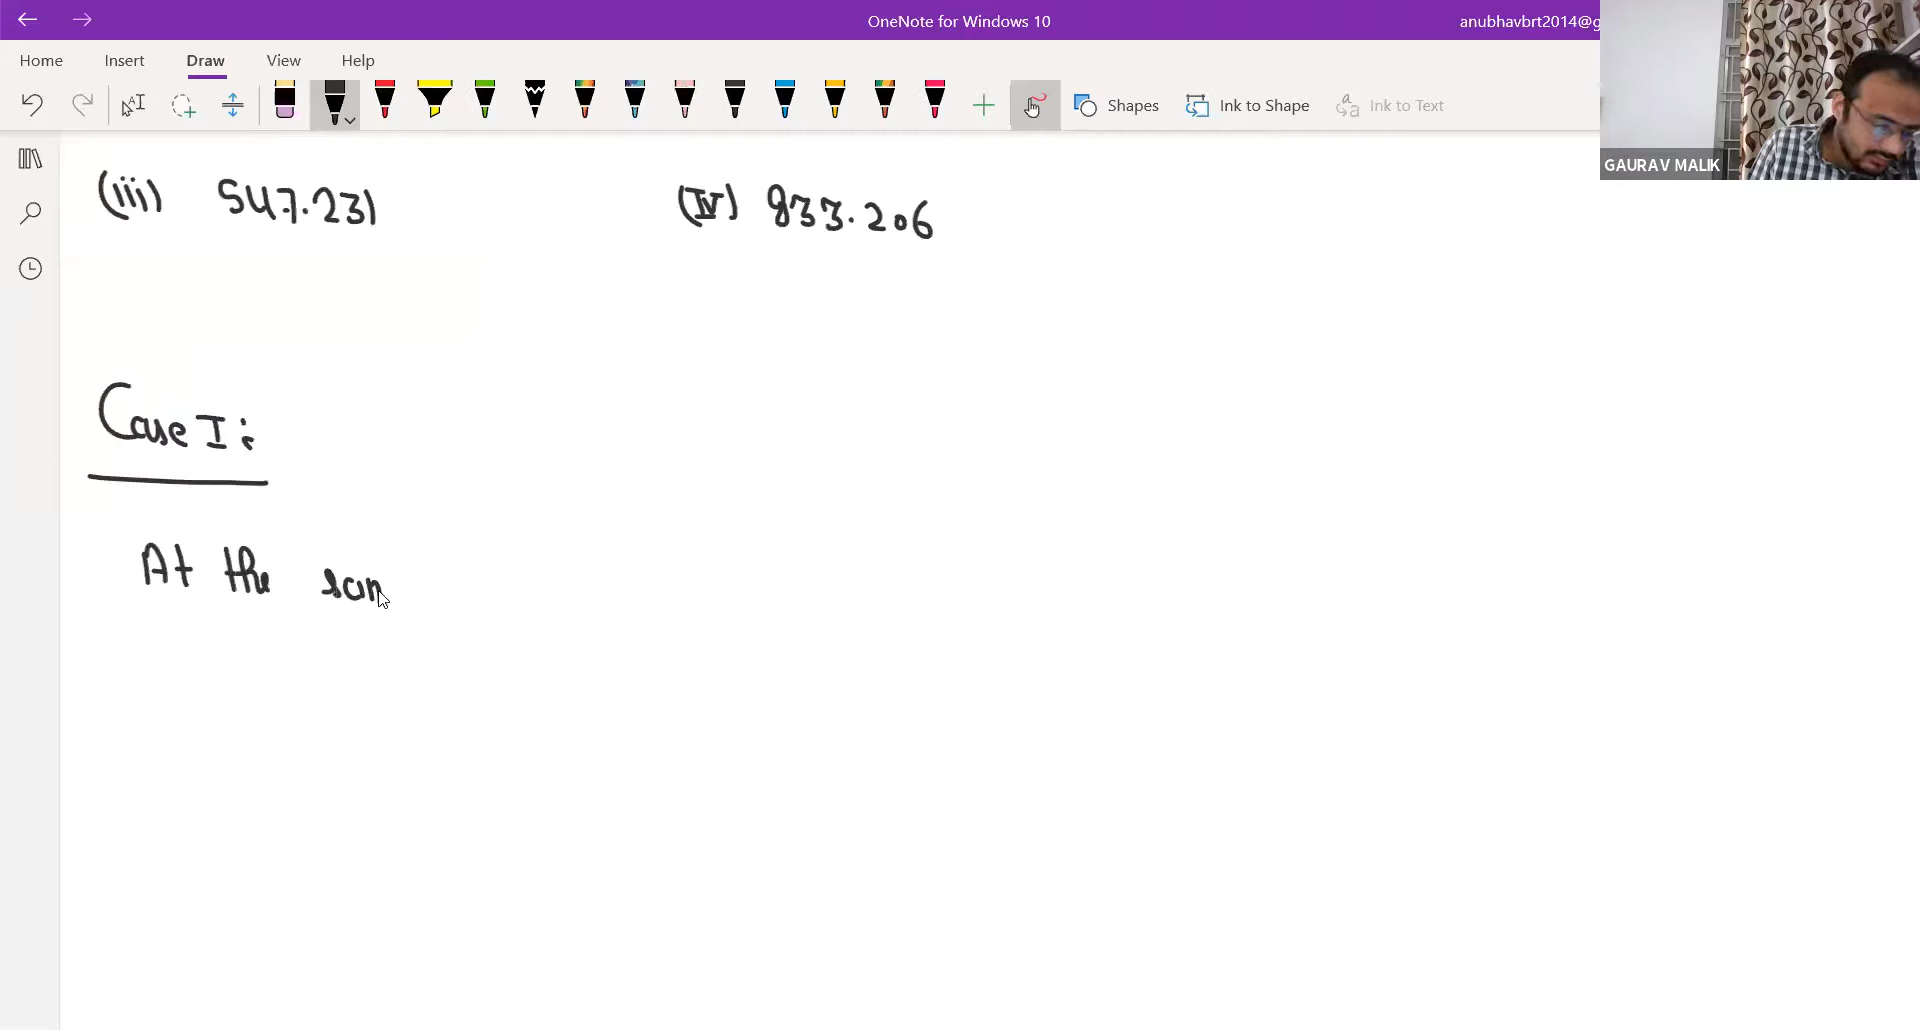 OneNote for Windows 10
anubhavbrt2014@g
Home Insert Draw View Help
Shapes Ink to Shape Ink to Text
GAURAV MALIK
(iii) 547.231 (IV) 833.206
Case I:
At the sam